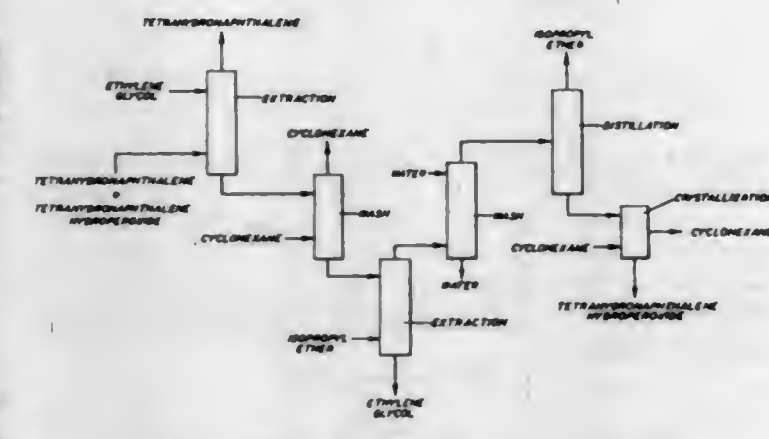 TETRAHYDRONAPHTHALENE
ETHYLENE
GLYCOL
EXTRACTION
TETRAHYDRONAPHTHALENE
+
TETRAHYDRONAPHTHALENE
HYDROPEROXIDE
CYCLOHEXANE
WASH
CYCLOHEXANE
ISOPROPYL
ETHER
EXTRACTION
ETHYLENE
GLYCOL
WATER
WASH
WATER
ISOPROPYL
ETHER
DISTILLATION
CRYSTALLIZATION
CYCLOHEXANE
CYCLOHEXANE
TETRAHYDRONAPHTHALENE
HYDROPEROXIDE